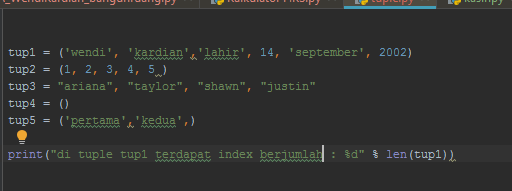 i_Wendikardian_bangunruang.py
Kalkulator HKSI.py
tuple.py
kasir.py
tup1 = ('wendi', 'kardian','lahir', 14, 'september', 2002)
tup2 = (1, 2, 3, 4, 5 )
tup3 = "ariana", "taylor", "shawn", "justin"
tup4 = ()
tup5 = ('pertama','kedua',)
print("di tuple tup1 terdapat index berjumlah : %d" % len(tup1))